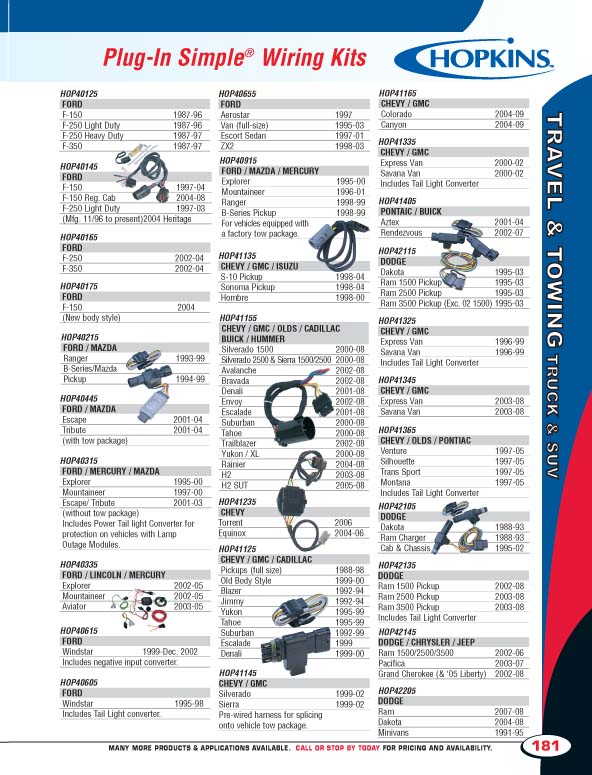 Plug-In Simple® Wiring Kits
HOPKINS™
HOP40125
FORD
F-150 1987-96
F-250 Light Duty 1987-96
F-250 Heavy Duty 1987-97
F-350 1987-97
HOP40145
FORD
F-150 1997-04
F-150 Reg. Cab 2004-08
F-250 Light Duty 1997-03
(Mfg. 11/96 to present)2004 Heritage
HOP40165
FORD
F-250 2002-04
F-350 2002-04
HOP40175
FORD
F-150 2004
(New body style)
HOP40215
FORD / MAZDA
Ranger 1993-99
B-Series/Mazda
Pickup 1994-99
HOP40445
FORD / MAZDA
Escape 2001-04
Tribute 2001-04
(with tow package)
HOP40315
FORD / MERCURY / MAZDA
Explorer 1995-00
Mountineer 1997-00
Escape/ Tribute 2001-03
(without tow package)
Includes Power Tail light Converter for
protection on vehicles with Lamp
Outage Modules.
HOP40335
FORD / LINCOLN / MERCURY
Explorer 2002-05
Mountineer 2002-05
Aviator 2003-05
HOP40615
FORD
Windstar 1999-Dec. 2002
Includes negative input converter.
HOP40605
FORD
Windstar 1995-98
Includes Tail Light converter.
HOP40655
FORD
Aerostar 1997
Van (full-size) 1995-03
Escort Sedan 1997-01
ZX2 1998-03
HOP40915
FORD / MAZDA / MERCURY
Explorer 1995-00
Mountaineer 1996-01
Ranger 1998-99
B-Series Pickup 1998-99
For vehicles equipped with
a factory tow package.
HOP41135
CHEVY / GMC / ISUZU
S-10 Pickup 1998-04
Sonoma Pickup 1998-04
Hombre 1998-00
HOP41155
CHEVY / GMC / OLDS / CADILLAC
BUICK / HUMMER
Silverado 1500 2000-08
Silverado 2500 & Sierra 1500/2500 2000-08
Avalanche 2002-08
Bravada 2002-08
Denali 2001-08
Envoy 2002-08
Escalade 2001-08
Suburban 2000-08
Tahoe 2000-08
Trailblazer 2002-08
Yukon / XL 2000-08
Rainier 2004-08
H2 2003-08
H2 SUT 2005-08
HOP41235
CHEVY
Torrent 2006
Equinox 2004-06
HOP41125
CHEVY / GMC / CADILLAC
Pickups (full size) 1988-98
Old Body Style 1999-00
Blazer 1992-94
Jimmy 1992-94
Yukon 1995-99
Tahoe 1995-99
Suburban 1992-99
Escalade 1999
Denali 1999-00
HOP41145
CHEVY / GMC
Silverado 1999-02
Sierra 1999-02
Pre-wired harness for splicing
onto vehicle tow package.
HOP41165
CHEVY / GMC
Colorado 2004-09
Canyon 2004-09
HOP41335
CHEVY / GMC
Express Van 2000-02
Savana Van 2000-02
Includes Tail Light Converter
HOP41405
PONTAIC / BUICK
Aztex 2001-04
Rendezvous 2002-07
HOP42115
DODGE
Dakota 1995-03
Ram 1500 Pickup 1995-03
Ram 2500 Pickup 1995-03
Ram 3500 Pickup (Exc. 02 1500) 1995-03
HOP41325
CHEVY / GMC
Express Van 1996-99
Savana Van 1996-99
Includes Tail Light Converter
HOP41345
CHEVY / GMC
Express Van 2003-08
Savana Van 2003-08
HOP41365
CHEVY / OLDS / PONTIAC
Venture 1997-05
Silhouette 1997-05
Trans Sport 1997-05
Montana 1997-05
Includes Tail Light Converter
HOP42105
DODGE
Dakota 1988-93
Ram Charger 1988-93
Cab & Chassis 1995-02
HOP42135
DODGE
Ram 1500 Pickup 2002-08
Ram 2500 Pickup 2003-08
Ram 3500 Pickup 2003-08
Includes Tail Light Converter
HOP42145
DODGE / CHRYSLER / JEEP
Ram 1500/2500/3500 2002-06
Pacifica 2003-07
Grand Cherokee (& '05 Liberty) 2002-08
HOP42205
DODGE
Ram 2007-08
Dakota 2004-08
Minivans 1991-95
TRAVEL & TOWING TRUCK & SUV
MANY MORE PRODUCTS & APPLICATIONS AVAILABLE. CALL OR STOP BY TODAY FOR PRICING AND AVAILABILITY.
181